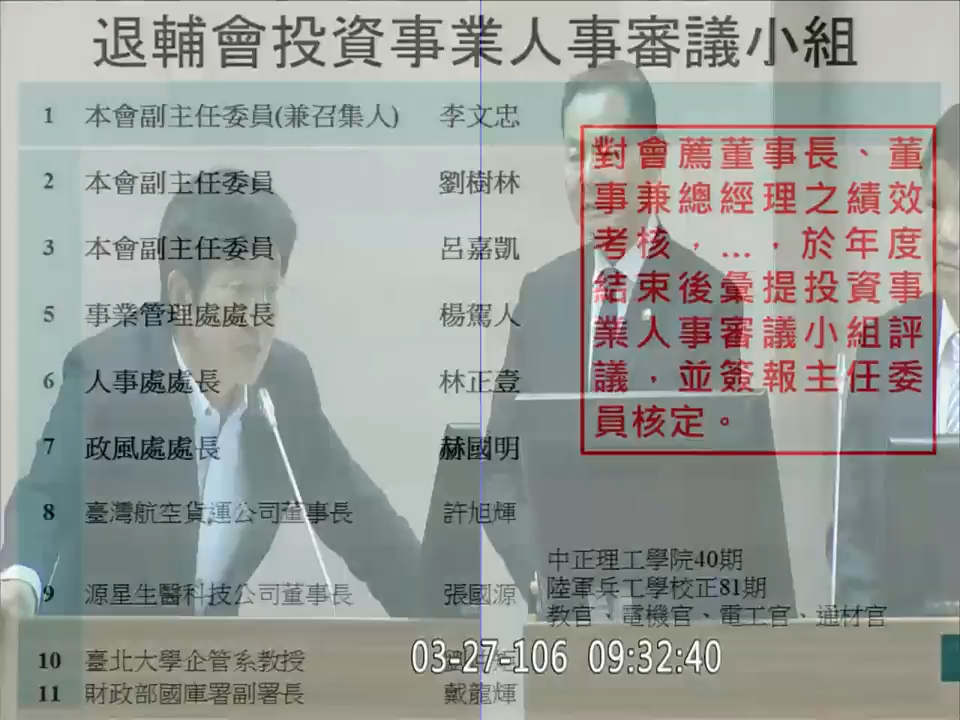 退輔會投資事業人事審議小組
1 本會副主任委員(兼召集人) 李文忠
2 本會副主任委員 劉樹林
3 本會副主任委員 呂嘉凱
5 事業管理處處長 楊駕人
6 人事處處長 林正壹
7 政風處處長 赫國明
8 臺灣航空貨運公司董事長 許旭輝
9 源星生醫科技公司董事長 張國源
10 臺北大學企管系教授
11 財政部國庫署副署長 戴龍輝
對會薦董事長、董
事兼總經理之績效
考核，…，於年度
結束後彙提投資事
業人事審議小組評
議，並簽報主任委
員核定。
中正理工學院40期
陸軍兵工學校正81期
教官、電機官、電工官、通材官
03-27-106 09:32:40